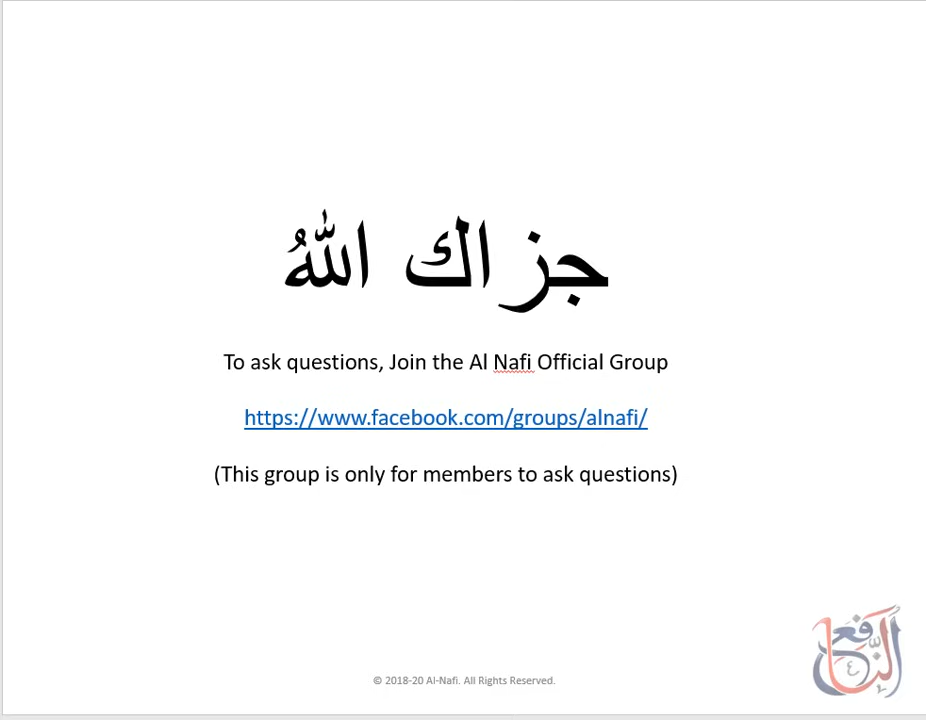 جزاك اللهُ
To ask questions, Join the Al Nafi Official Group
https://www.facebook.com/groups/alnafi/
(This group is only for members to ask questions)
© 2018-20 Al-Nafi. All Rights Reserved.
النافع